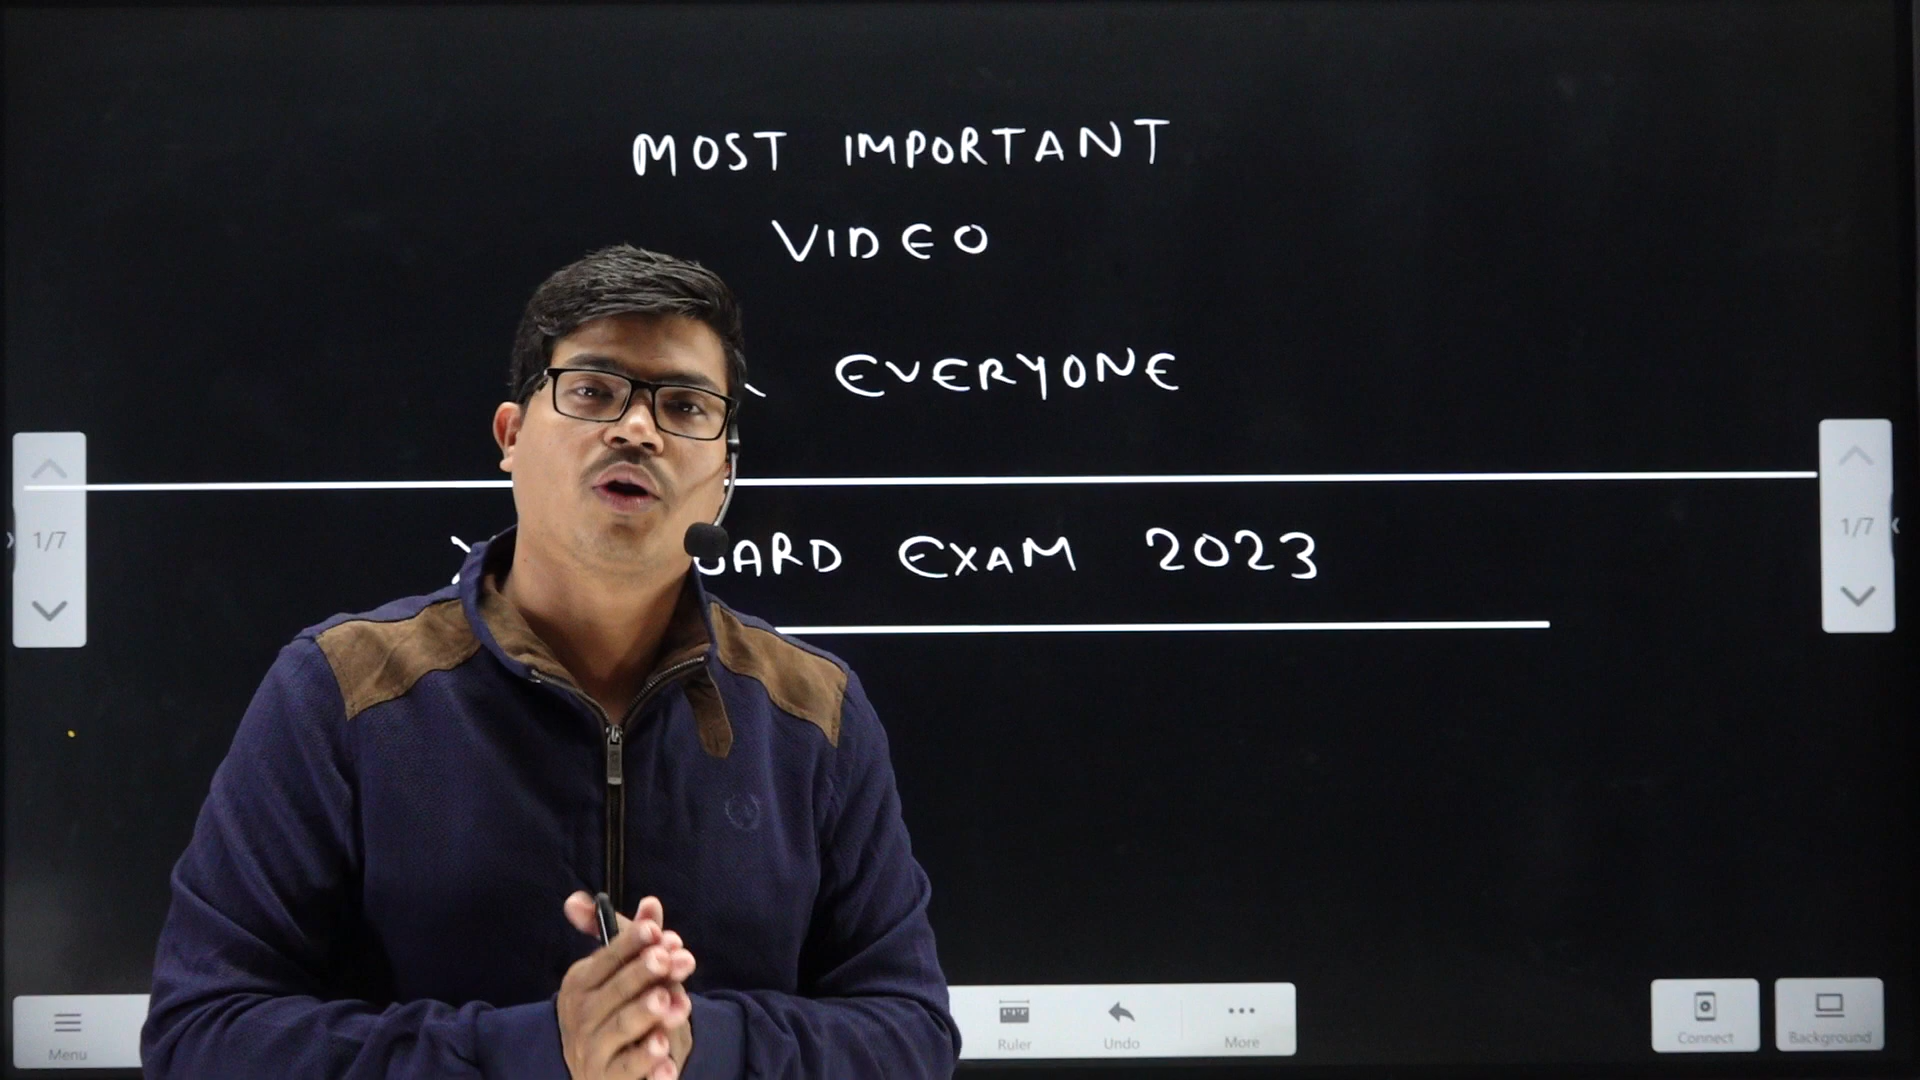 MOST IMPORTANT
VIDEO
EVERYONE
EXAM 2023
1/7
1/7
Menu
Ruler
Undo
More
Connect
Background